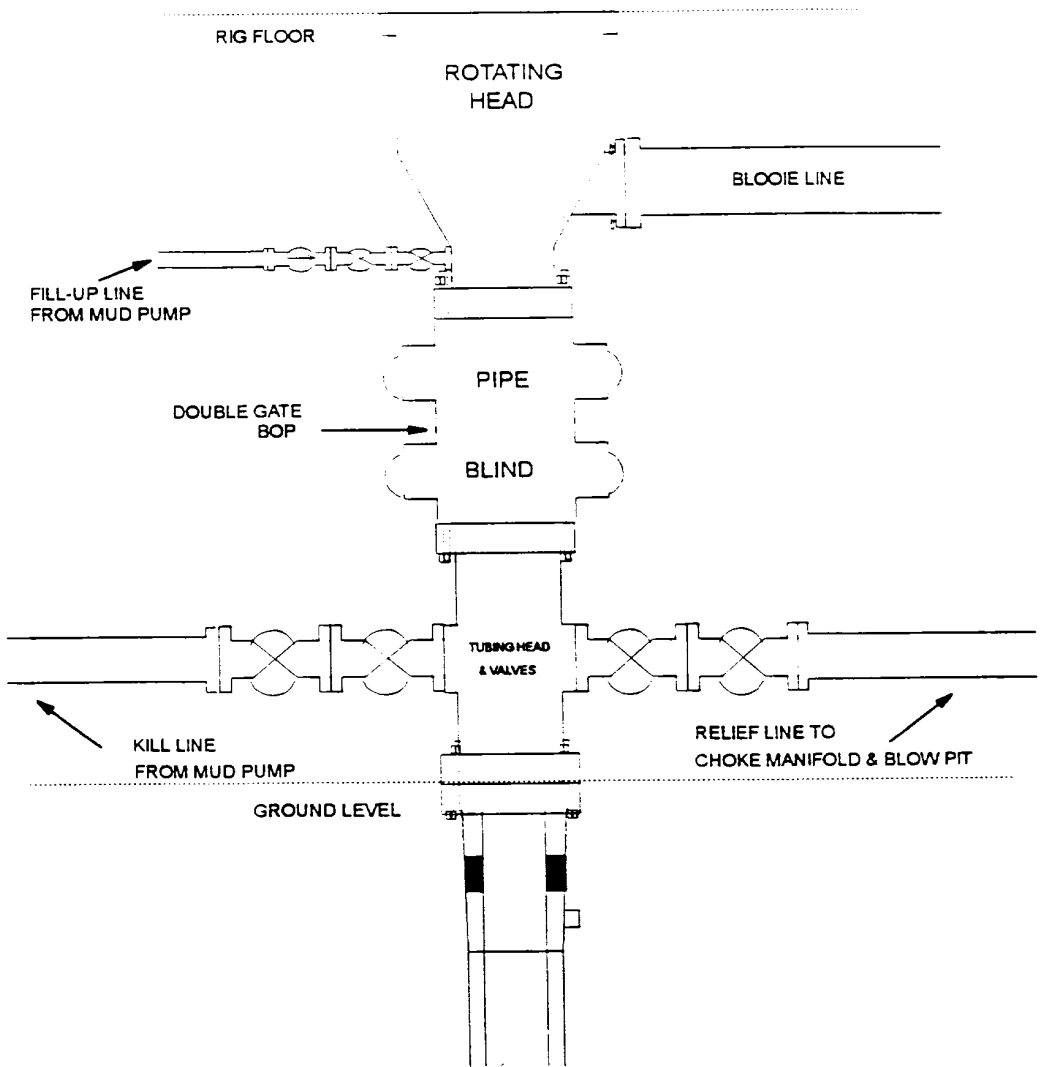 RIG FLOOR
ROTATING
HEAD
BLOOIE LINE
FILL-UP LINE
FROM MUD PUMP
PIPE
DOUBLE GATE
BOP
BLIND
TUBING HEAD
& VALVES
KILL LINE
FROM MUD PUMP
RELIEF LINE TO
CHOKE MANIFOLD & BLOW PIT
GROUND LEVEL